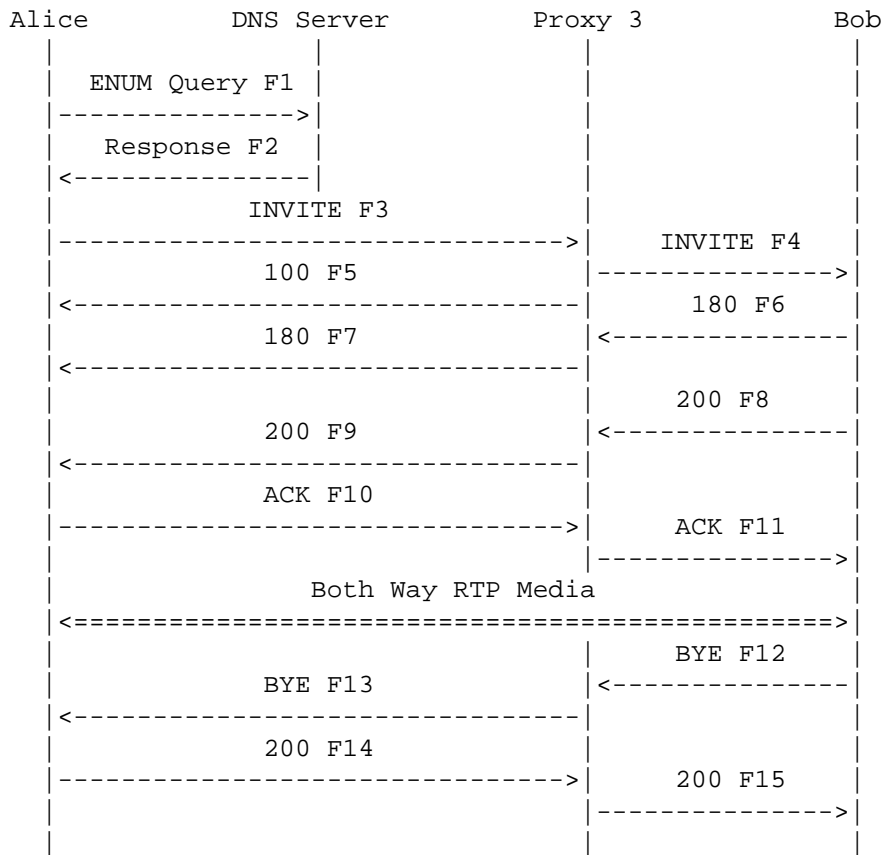 Alice DNS Server Proxy 3 Bob
ENUM Query F1
Response F2
INVITE F3
INVITE F4
100 F5
180 F6
180 F7
200 F8
200 F9
ACK F10
ACK F11
Both Way RTP Media
BYE F12
BYE F13
200 F14
200 F15